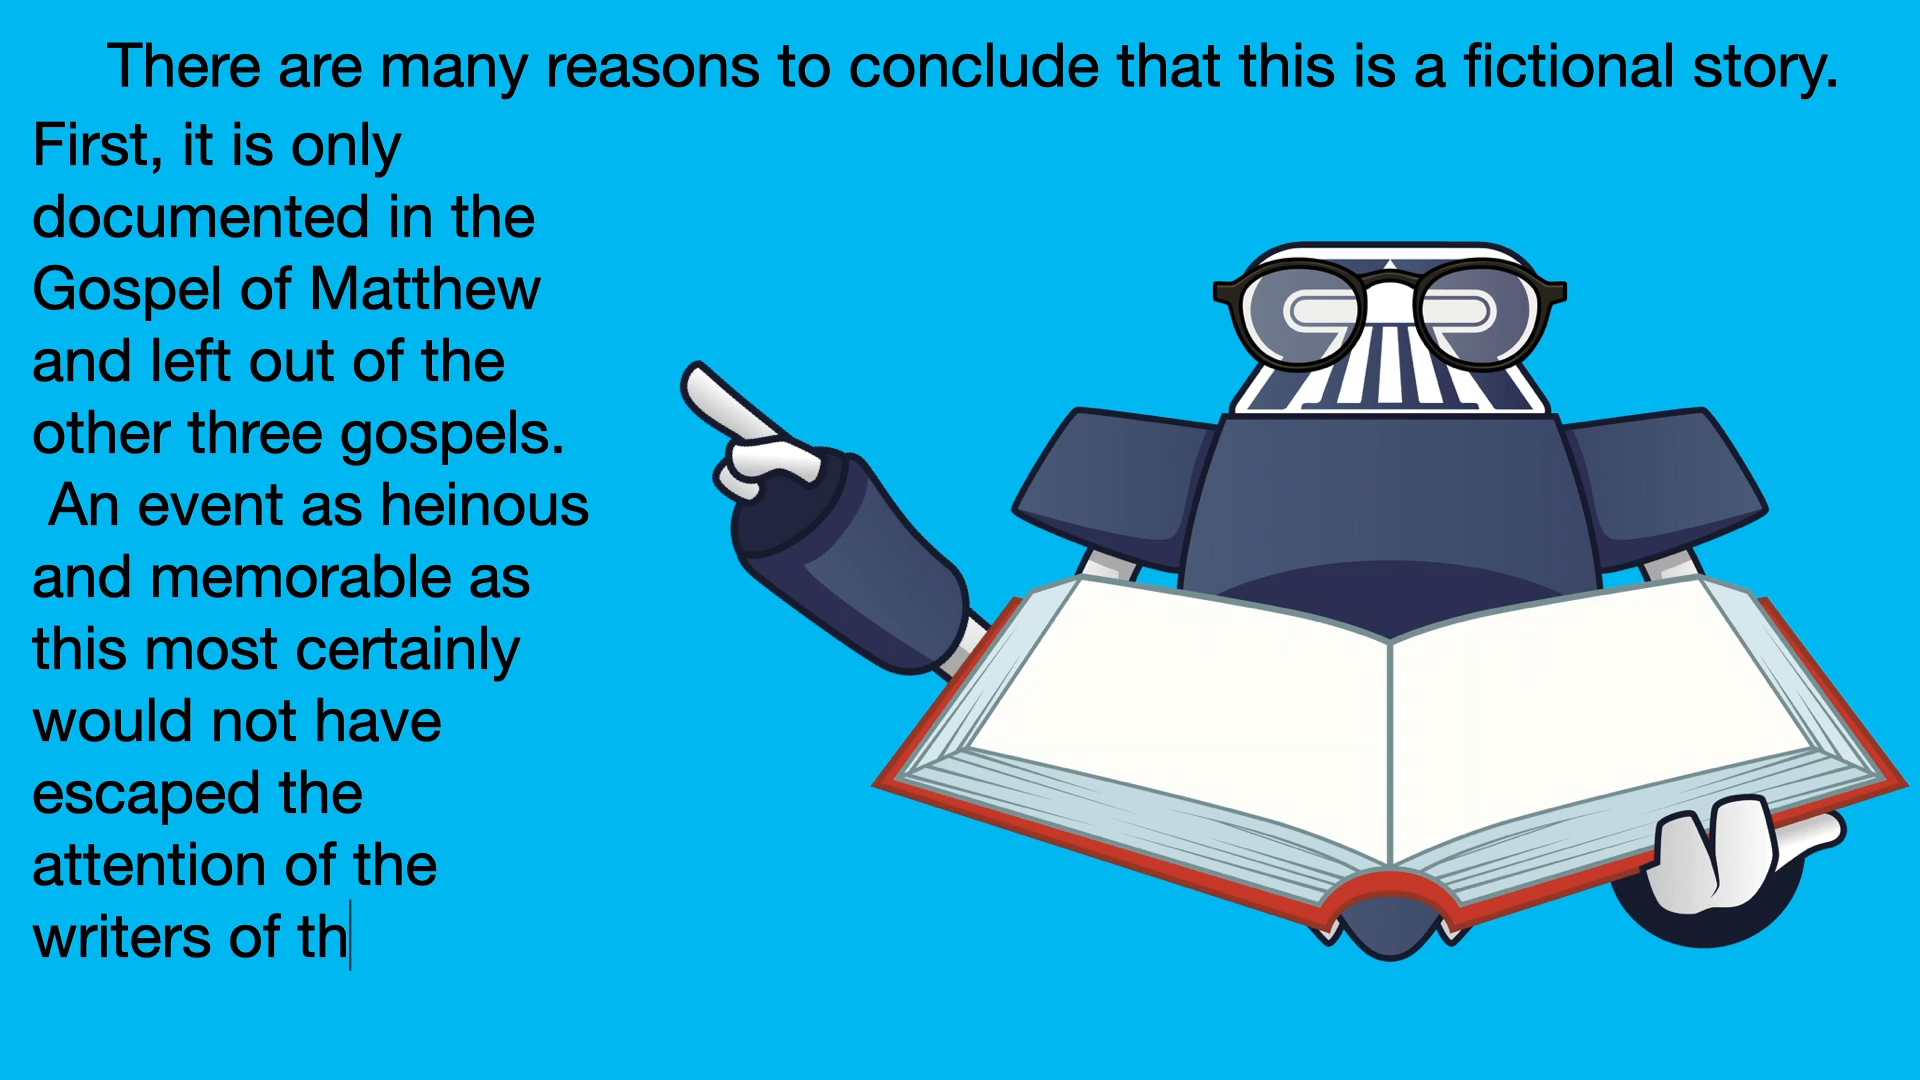 There are many reasons to conclude that this is a fictional story.
First, it is only
documented in the
Gospel of Matthew
and left out of the
other three gospels.
An event as heinous
and memorable as
this most certainly
would not have
escaped the
attention of the
writers of th